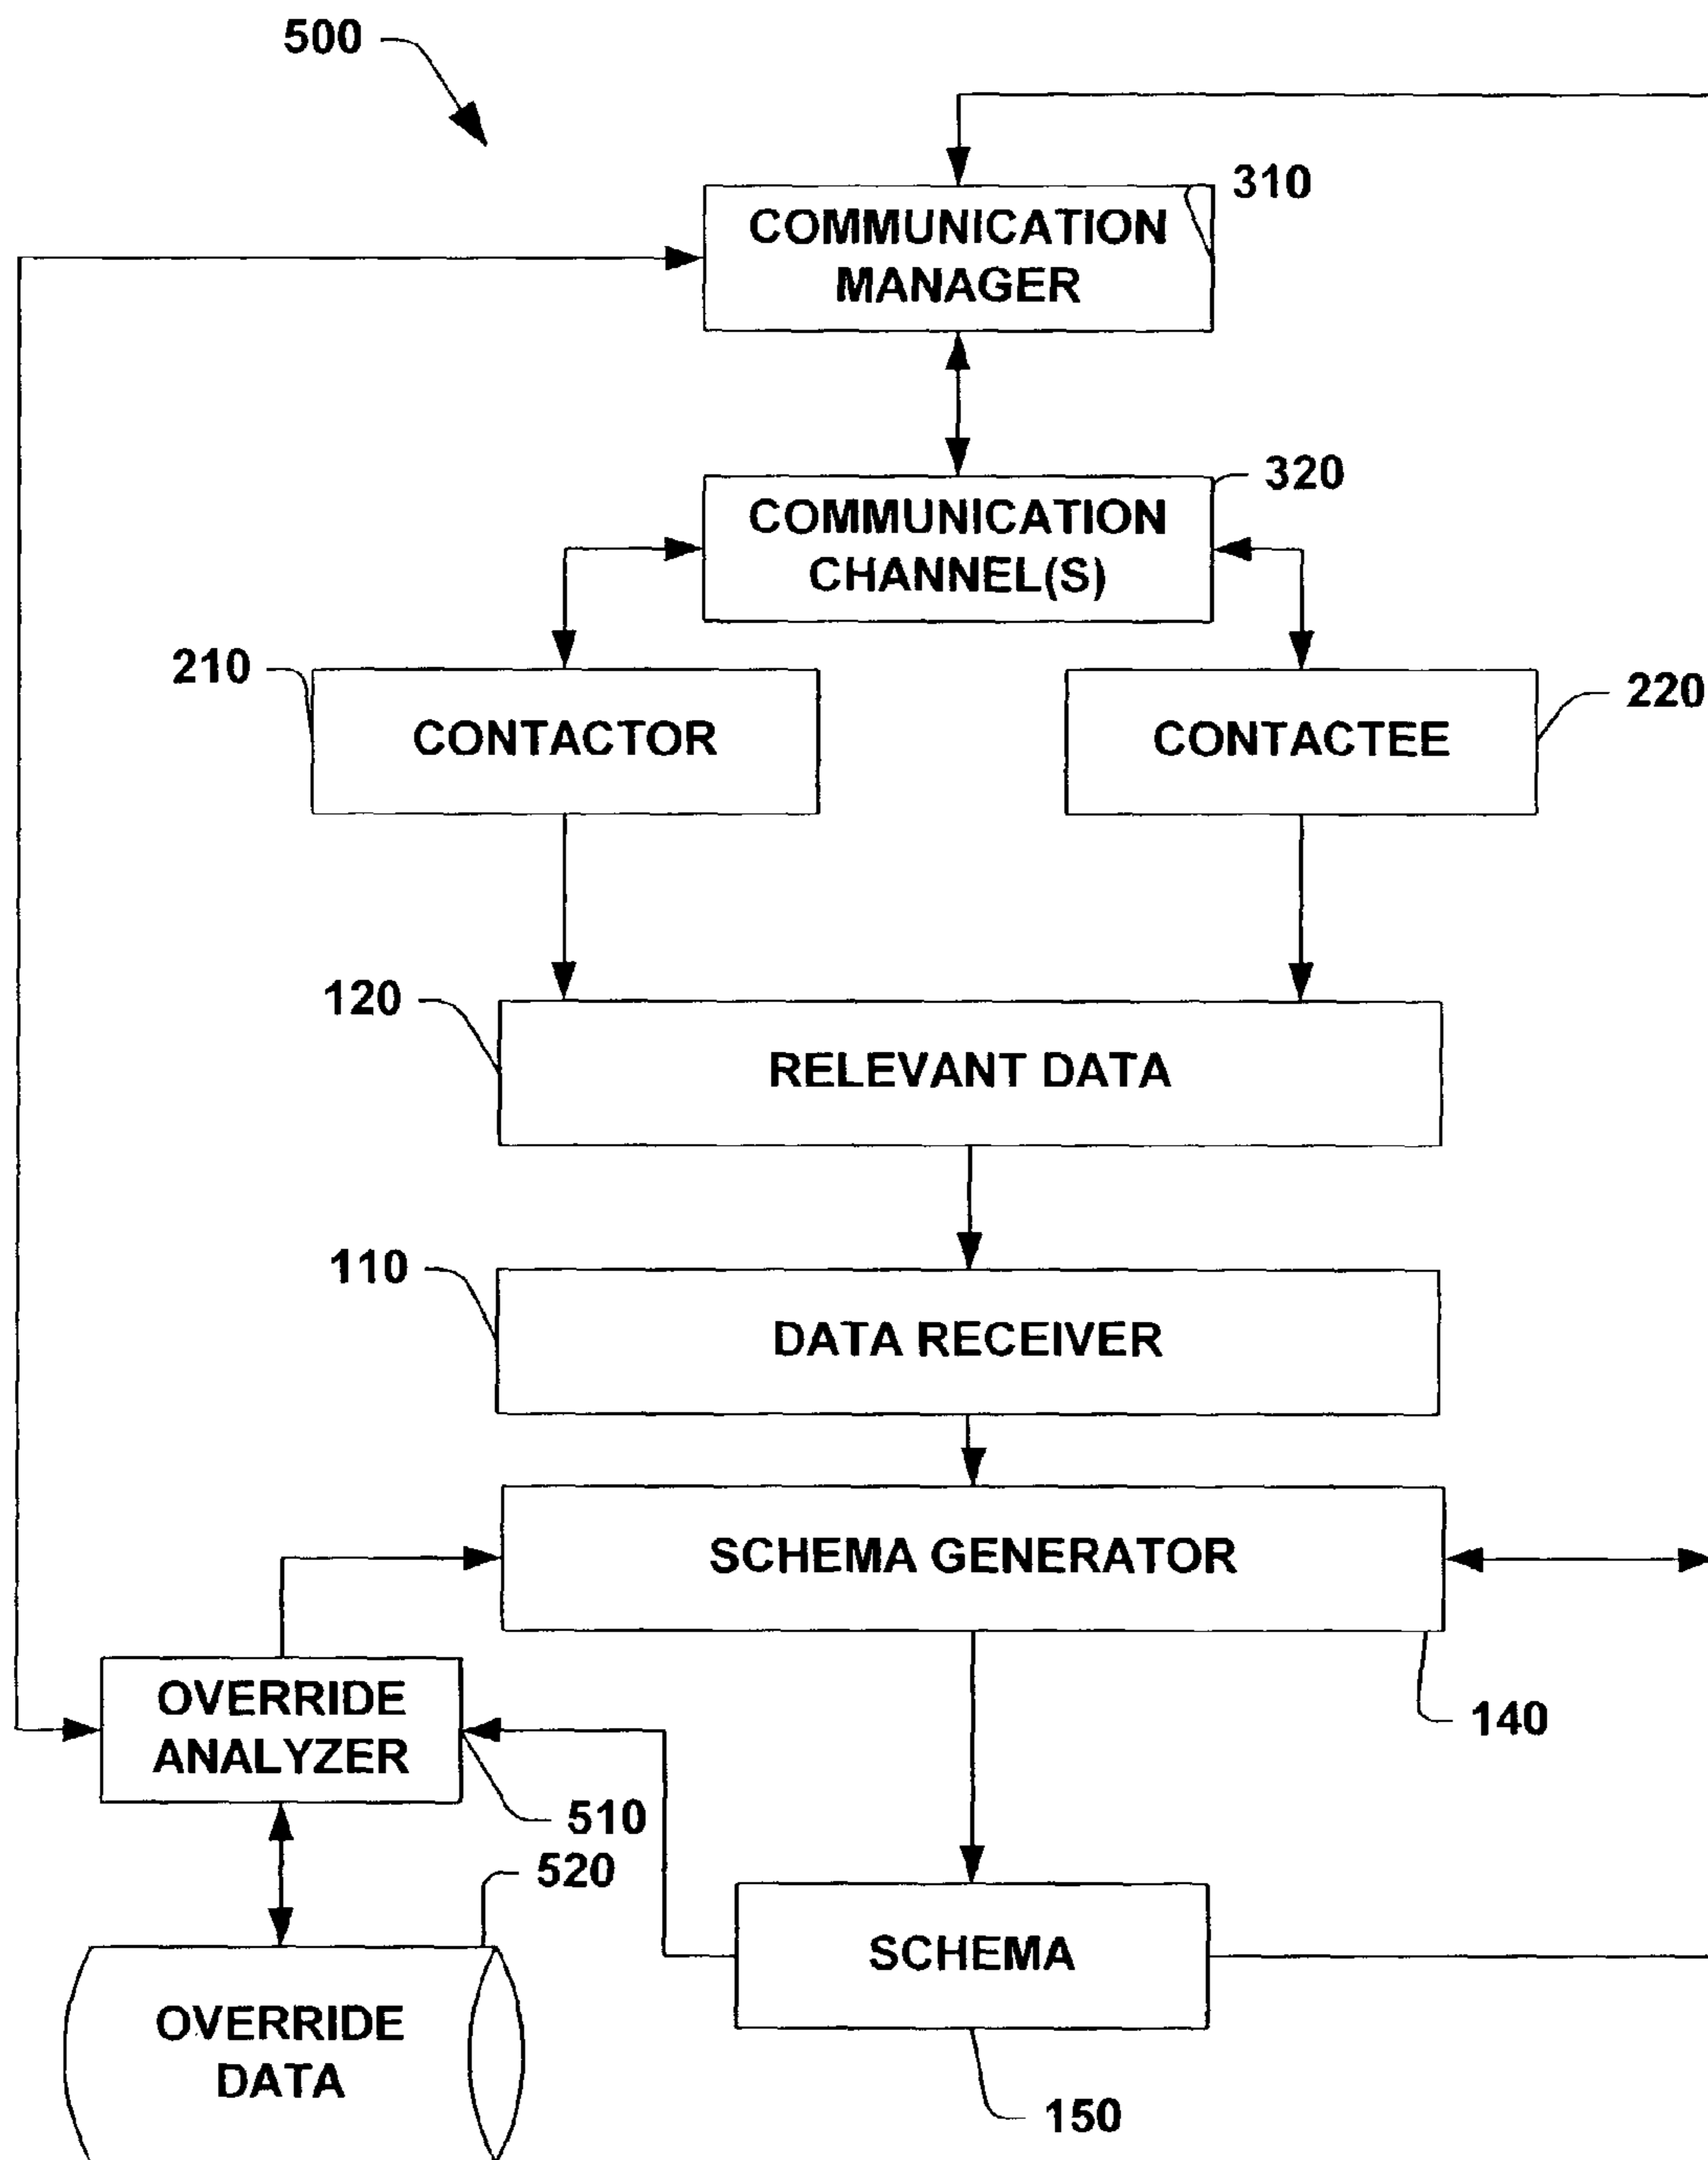 500
310
COMMUNICATION
MANAGER
320
COMMUNICATION
CHANNEL(S)
210
CONTACTOR
CONTACTEE
220
120
RELEVANT DATA
110
DATA RECEIVER
SCHEMA GENERATOR
140
OVERRIDE
ANALYZER
510
520
SCHEMA
OVERRIDE
DATA
150